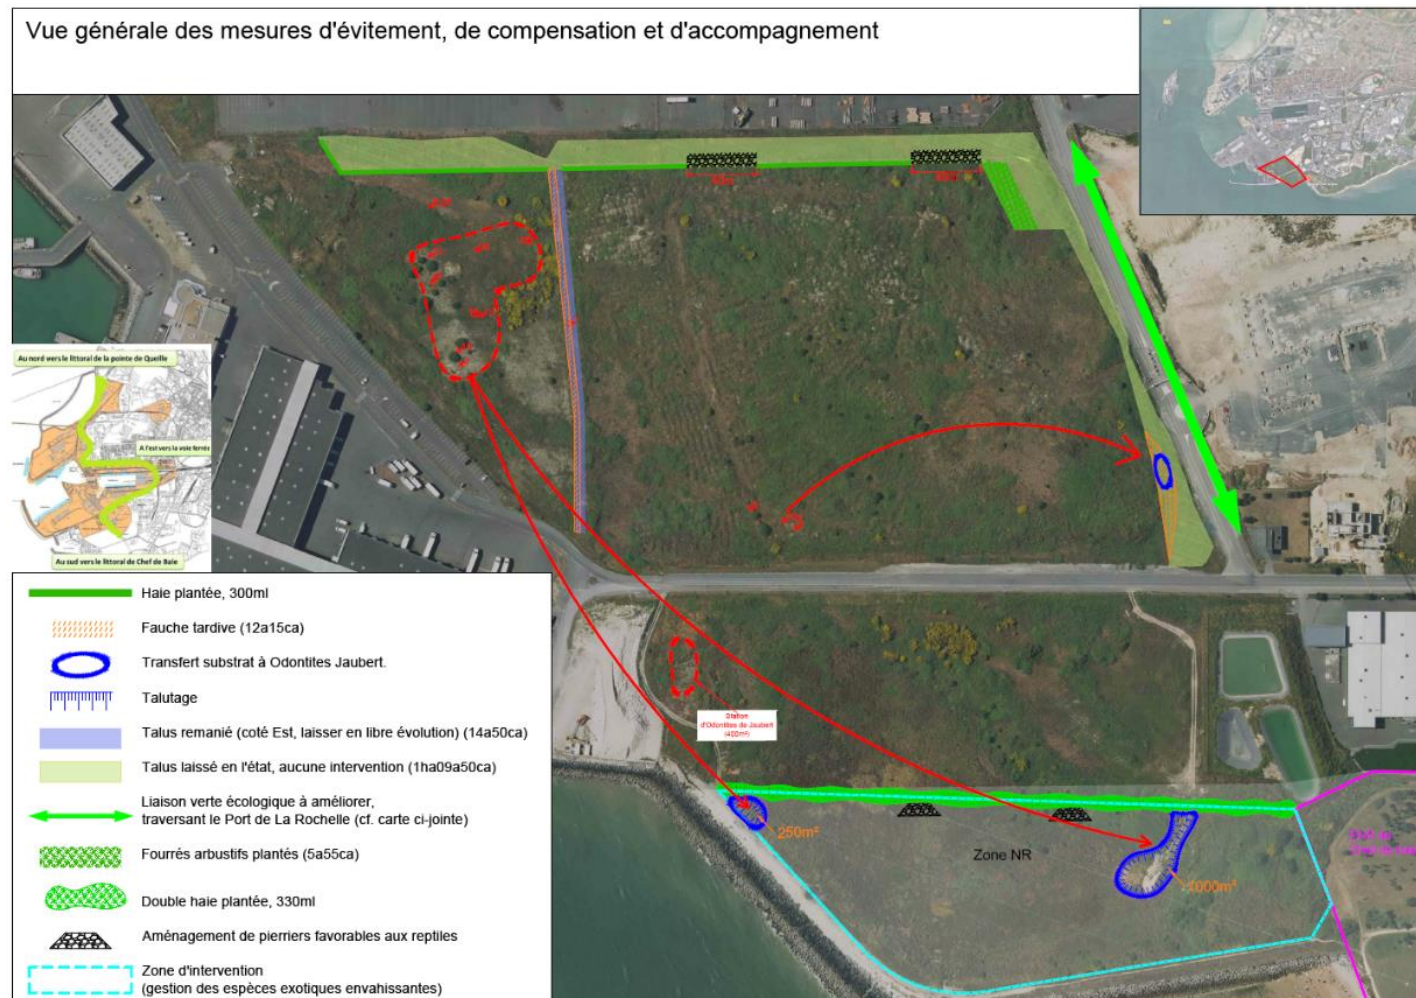 Vue générale des mesures d'évitement, de compensation et d'accompagnement
Au nord vers le littoral de la pointe de Queille
A l'est vers la voie ferrée
Au sud vers le littoral de Chef de Baie
Haie plantée, 300ml
Fauche tardive (12a15ca)
Transfert substrat à Odontites Jaubert.
Talutage
Talus remanié (coté Est, laisser en libre évolution) (14a50ca)
Talus laissé en l'état, aucune intervention (1ha09a50ca)
Liaison verte écologique à améliorer,
traversant le Port de La Rochelle (cf. carte ci-jointe)
Fourrés arbustifs plantés (5a55ca)
Double haie plantée, 330ml
Aménagement de pierriers favorables aux reptiles
Zone d'intervention
(gestion des espèces exotiques envahissantes)
Station
d'Odontites de Jaubert
(400m²)
250m²
Zone NR
1000m²